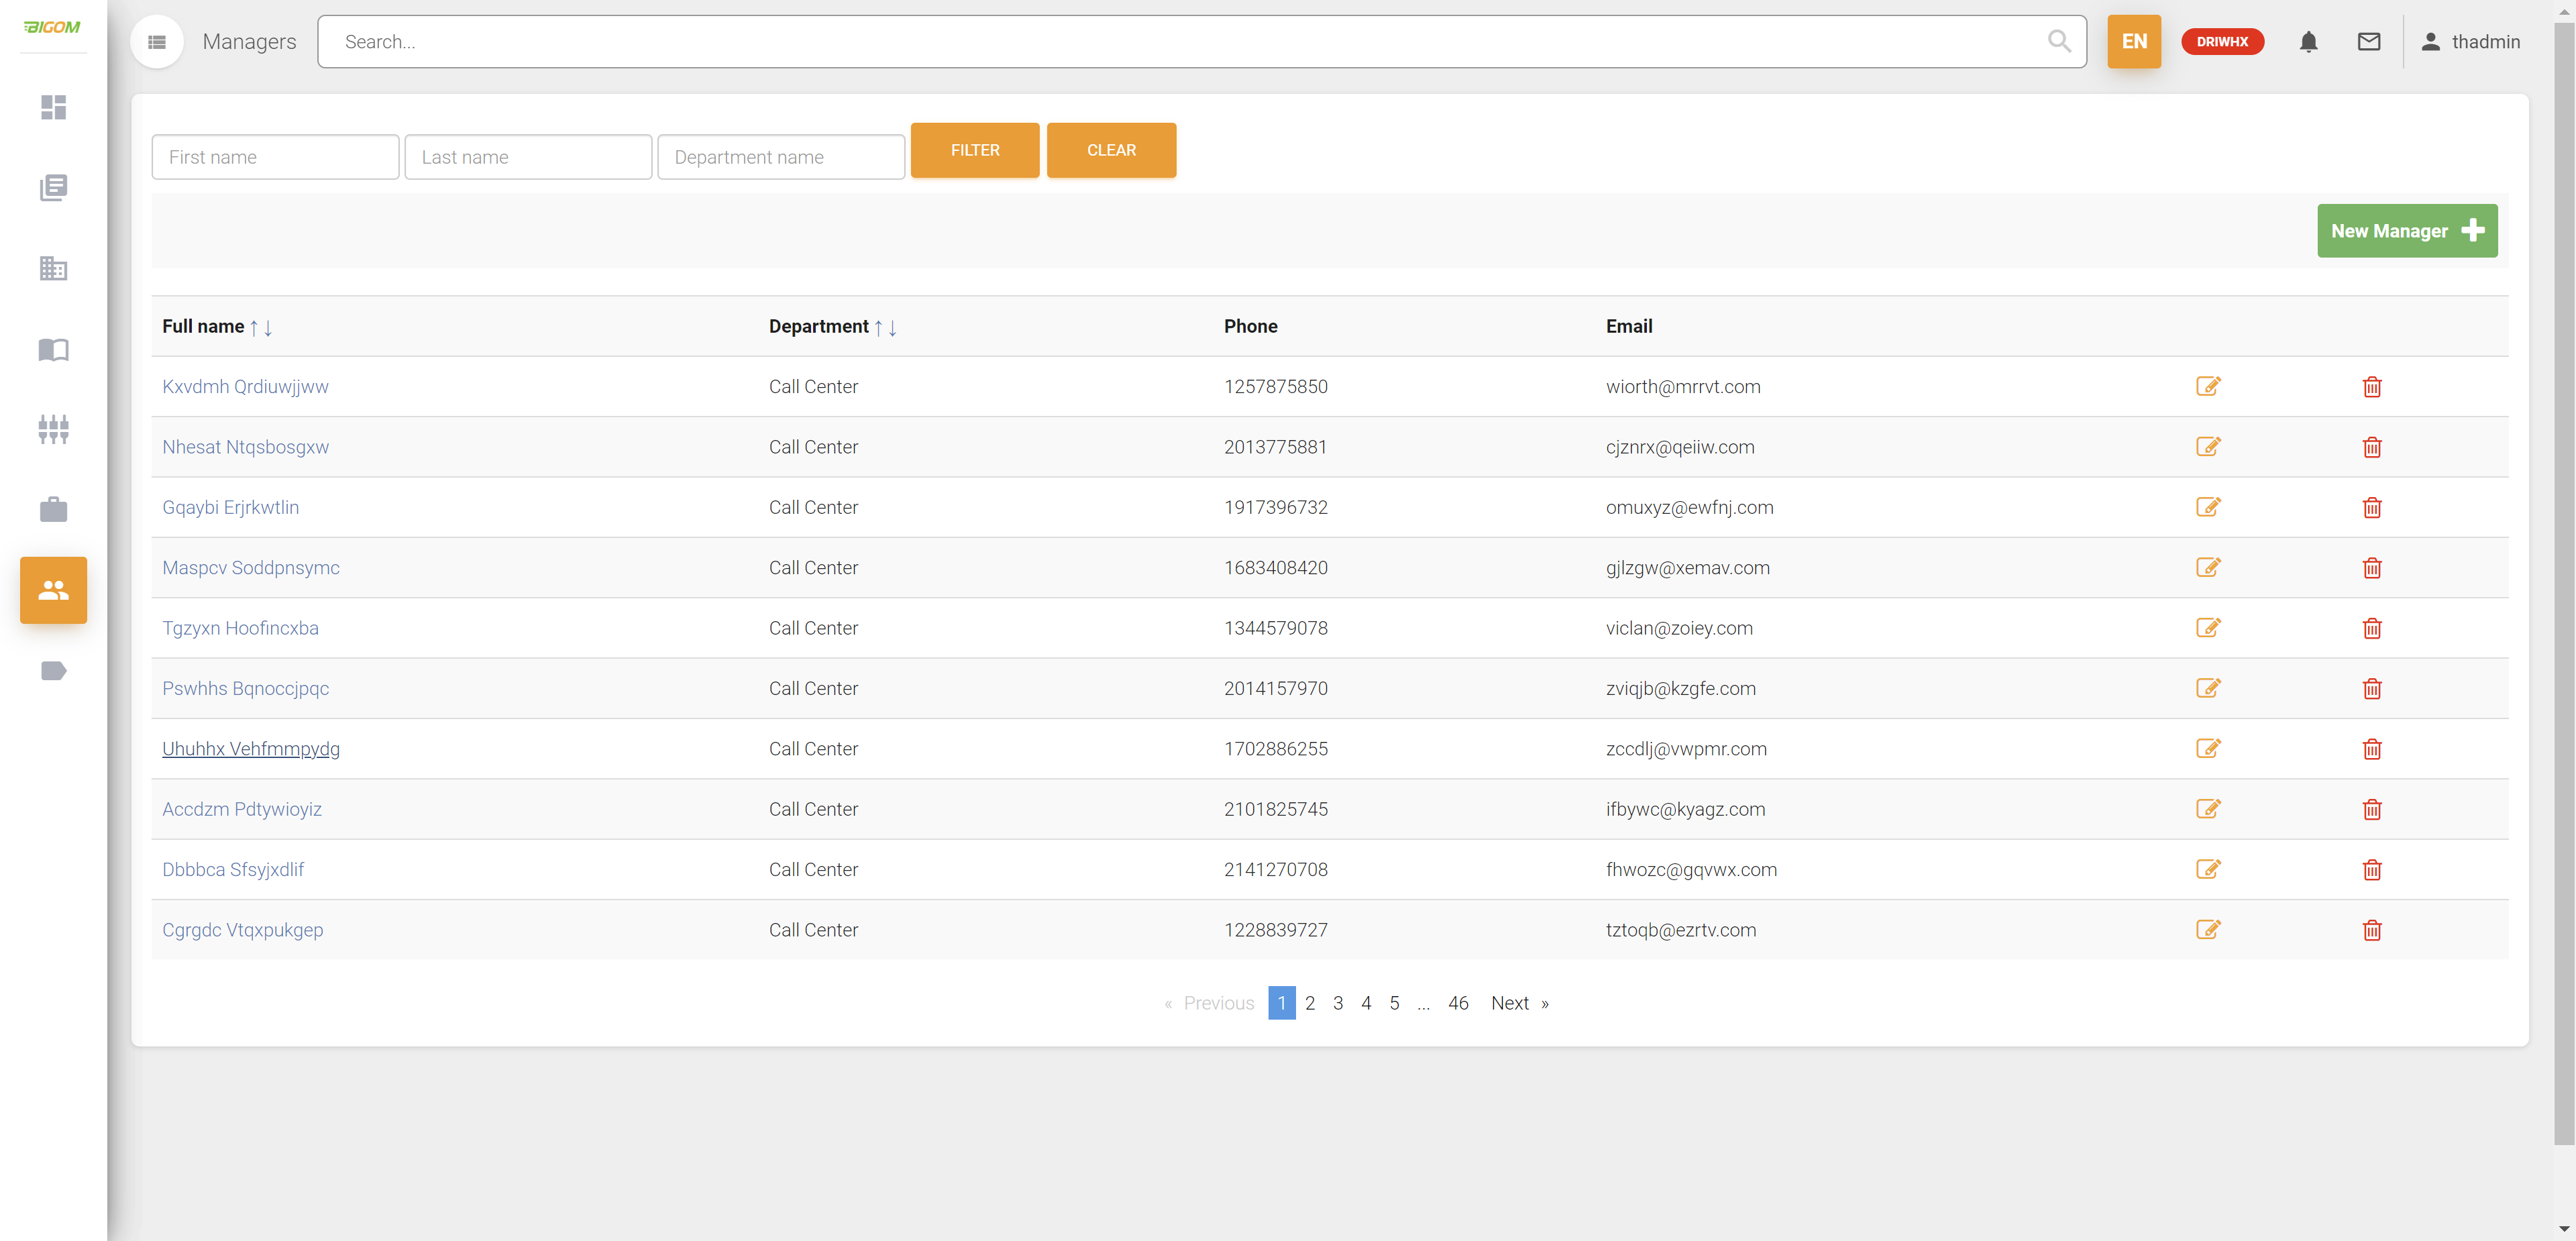 BIGOM
Managers
Search...
EN
DRIWHX
thadmin
First name
Last name
Department name
FILTER
CLEAR
New Manager
Full name ↑↓ Department ↑↓ Phone Email
Kxvdmh Qrdiuwjjww Call Center 1257875850 wiorth@mrrvt.com
Nhesat Ntqsbosgxw Call Center 2013775881 cjznrx@qeiiw.com
Gqaybi Erjrkwtlin Call Center 1917396732 omuxyz@ewfnj.com
Maspcv Soddpnsymc Call Center 1683408420 gjlzgw@xemav.com
Tgzyxn Hoofincxba Call Center 1344579078 viclan@zoiey.com
Pswhhs Bqnoccjpqc Call Center 2014157970 zviqjb@kzgfe.com
Uhuhhx Vehfmmpydg Call Center 1702886255 zccdlj@vwpmr.com
Accdzm Pdtywioyiz Call Center 2101825745 ifbywc@kyagz.com
Dbbbca Sfsyjxdlif Call Center 2141270708 fhwozc@gqvwx.com
Cgrgdc Vtqxpukgep Call Center 1228839727 tztoqb@ezrtv.com
« Previous 1 2 3 4 5 ... 46 Next »